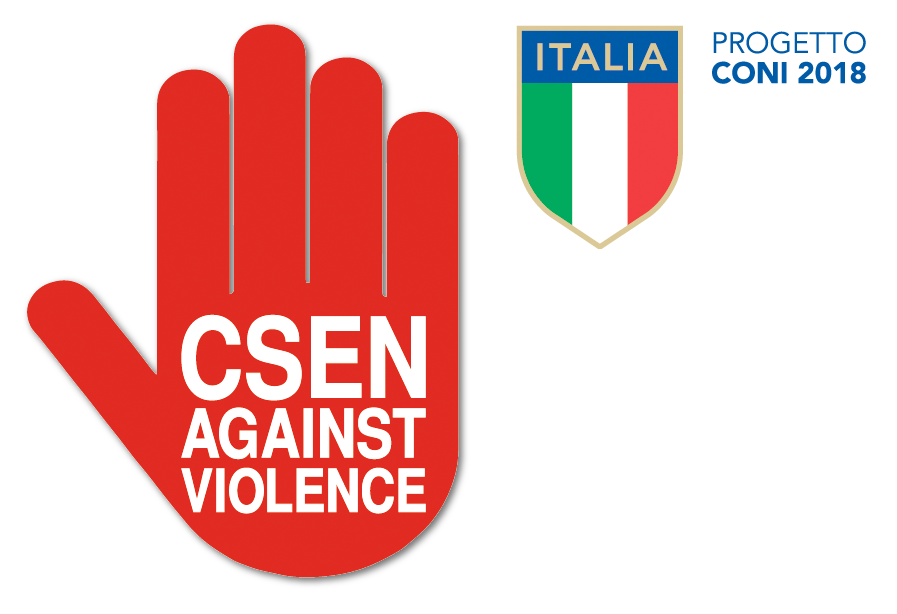 CSEN
AGAINST
VIOLENCE
ITALIA
PROGETTO
CONI 2018